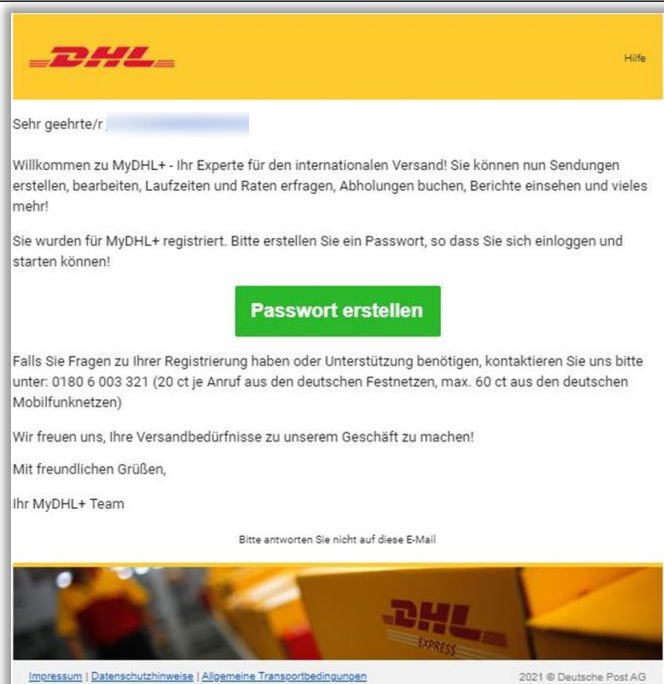 DHL
Hilfe
Sehr geehrte/r
Willkommen zu MyDHL+ - Ihr Experte für den internationalen Versand! Sie können nun Sendungen
erstellen, bearbeiten, Laufzeiten und Raten erfragen, Abholungen buchen, Berichte einsehen und vieles
mehr!
Sie wurden für MyDHL+ registriert. Bitte erstellen Sie ein Passwort, so dass Sie sich einloggen und
starten können!
Passwort erstellen
Falls Sie Fragen zu Ihrer Registrierung haben oder Unterstützung benötigen, kontaktieren Sie uns bitte
unter: 0180 6 003 321 (20 ct je Anruf aus den deutschen Festnetzen, max. 60 ct aus den deutschen
Mobilfunknetzen)
Wir freuen uns, Ihre Versandbedürfnisse zu unserem Geschäft zu machen!
Mit freundlichen Grüßen,
Ihr MyDHL+ Team
Bitte antworten Sie nicht auf diese E-Mail
DHL
EXPRESS
Impressum | Datenschutzhinweise | Allgemeine Transportbedingungen
2021 © Deutsche Post AG